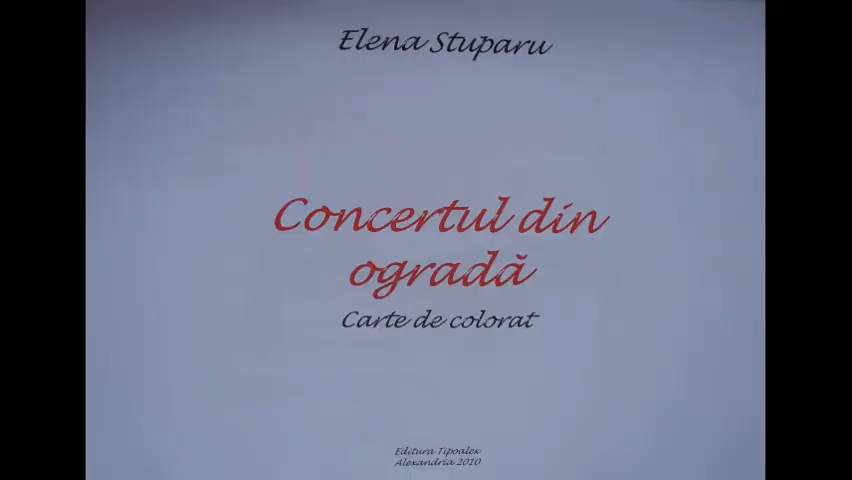 Elena Stuparu
Concertul din
ogradă
Carte de colorat
Editura Tipoalex
Alexandria 2010